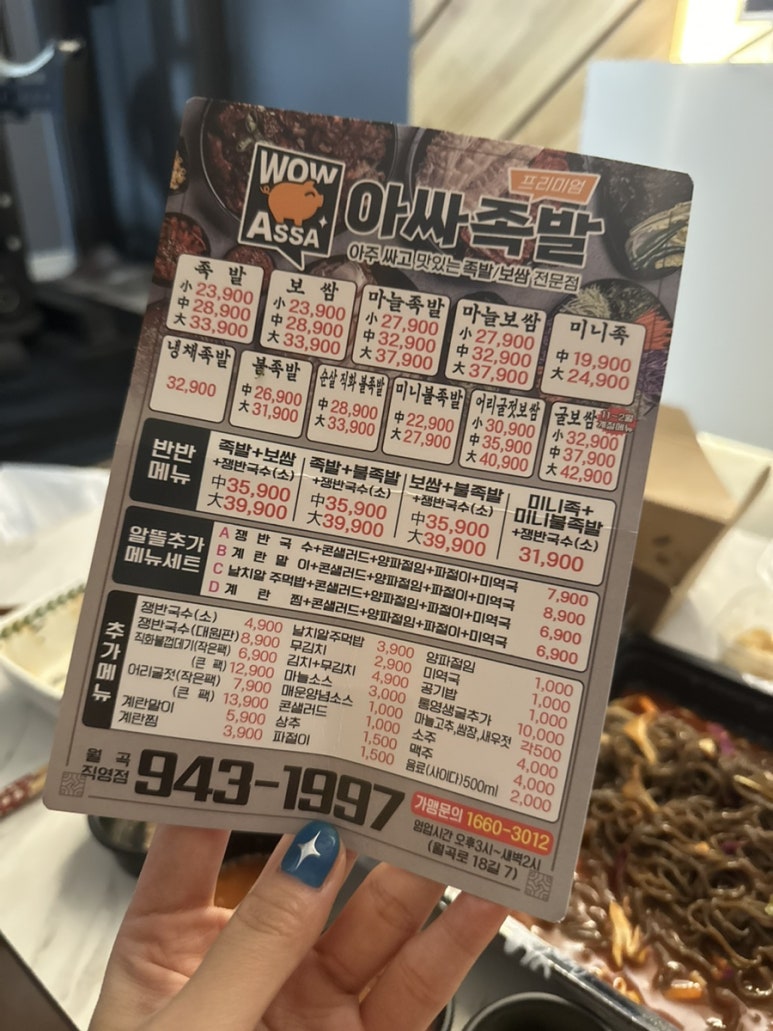 WOW
ASSA
프리미엄
아싸족발
아주 싸고 맛있는 족발/보쌈 전문점
족 발
小 23,900
中 28,900
大 33,900
보 쌈
小 23,900
中 28,900
大 33,900
마늘족발
小 27,900
中 32,900
大 37,900
마늘보쌈
小 27,900
中 32,900
大 37,900
미니족
中 19,900
大 24,900
냉채족발
32,900
불족발
中 26,900
大 31,900
순살 직화 불족발
中 28,900
大 33,900
미니불족발
中 22,900
大 27,900
어리굴젓보쌈
小 30,900
中 35,900
大 40,900
굴보쌈
11~2월
계절메뉴
小 32,900
中 37,900
大 42,900
반반
메뉴
족발+보쌈
+쟁반국수(소)
中35,900
大39,900
족발+불족발
+쟁반국수(소)
中35,900
大39,900
보쌈+불족발
+쟁반국수(소)
中35,900
大39,900
미니족+
미니불족발
+쟁반국수(소)
31,900
알뜰추가
메뉴세트
A 쟁 반 국 수+콘샐러드+양파절임+파절이+미역국 7,900
B 계 란 말 이+콘샐러드+양파절임+파절이+미역국 8,900
C 날치알 주먹밥+콘샐러드+양파절임+파절이+미역국 6,900
D 계 란 찜+콘샐러드+양파절임+파절이+미역국 6,900
추가메뉴
쟁반국수(소) 4,900
쟁반국수(대원판) 8,900
직화불껍데기(작은팩) 6,900
(큰 팩) 12,900
어리굴젓(작은팩) 7,900
(큰 팩) 13,900
계란말이 5,900
계란찜 3,900
날치알주먹밥 3,900
무김치 2,900
김치+무김치 4,900
마늘소스 3,000
매운양념소스 1,000
콘샐러드 1,000
상추 1,500
파절이 1,500
양파절임 1,000
미역국 1,000
공기밥 1,000
통영생굴추가 10,000
마늘고추,쌈장,새우젓 각500
소주 4,000
맥주 4,000
음료(사이다)500ml 2,000
월 곡
직영점
943-1997
가맹문의 1660-3012
영업시간 오후3시~새벽2시
(월곡로 18길 7)